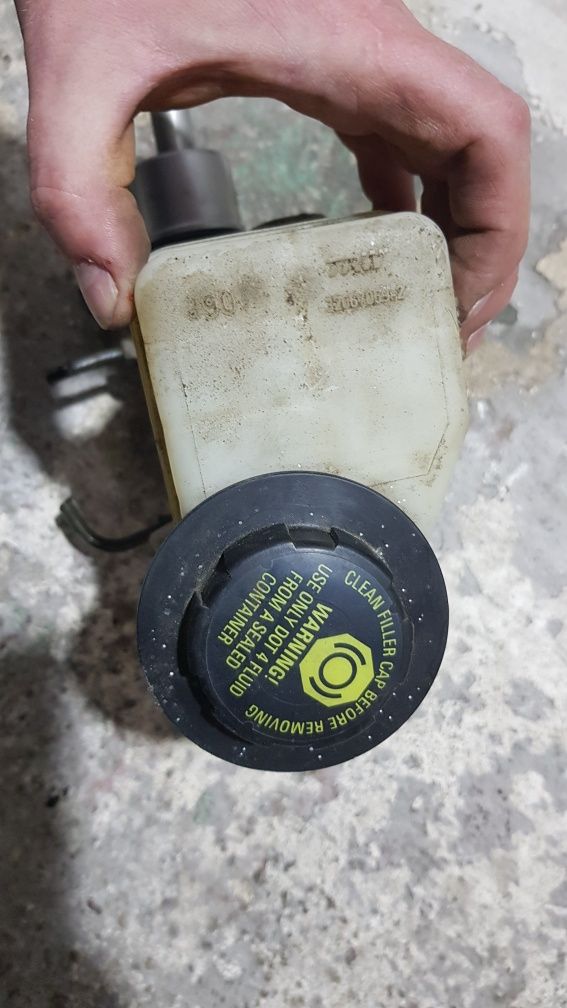 WARNING!
USE ONLY DOT 4 FLUID
FROM A SEALED
CONTAINER
CLEAN FILLER CAP BEFORE REMOVING